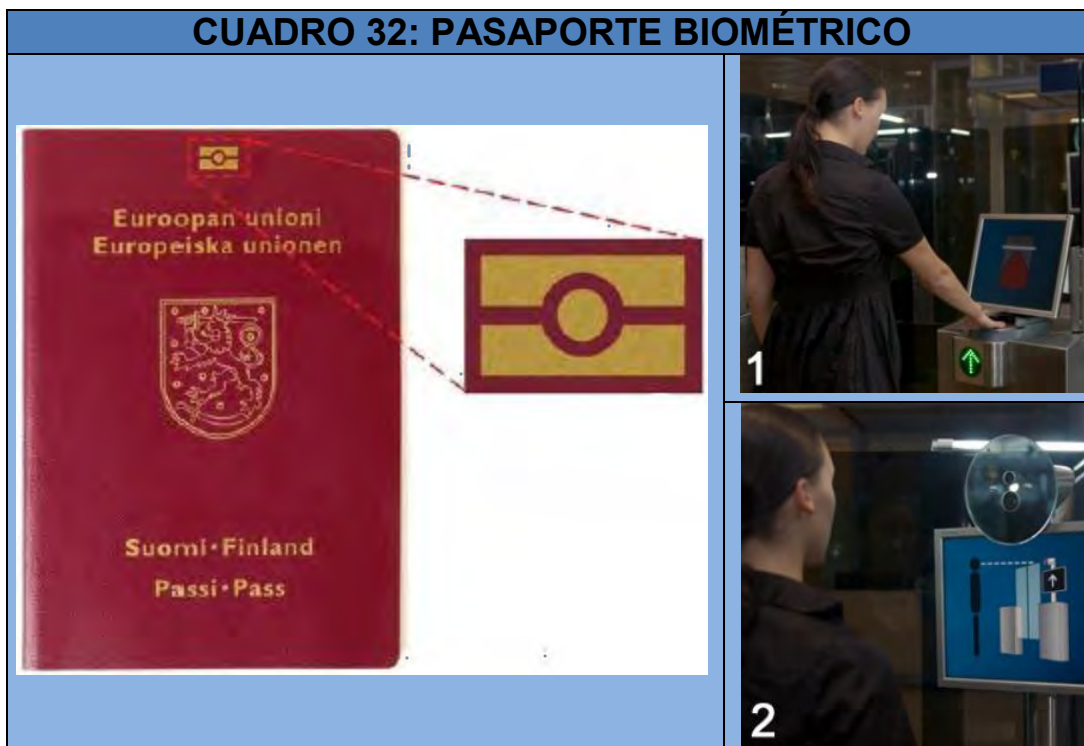 CUADRO 32: PASAPORTE BIOMÉTRICO
Euroopan unioni
Europeiska unionen
Suomi·Finland
Passi·Pass
1
2